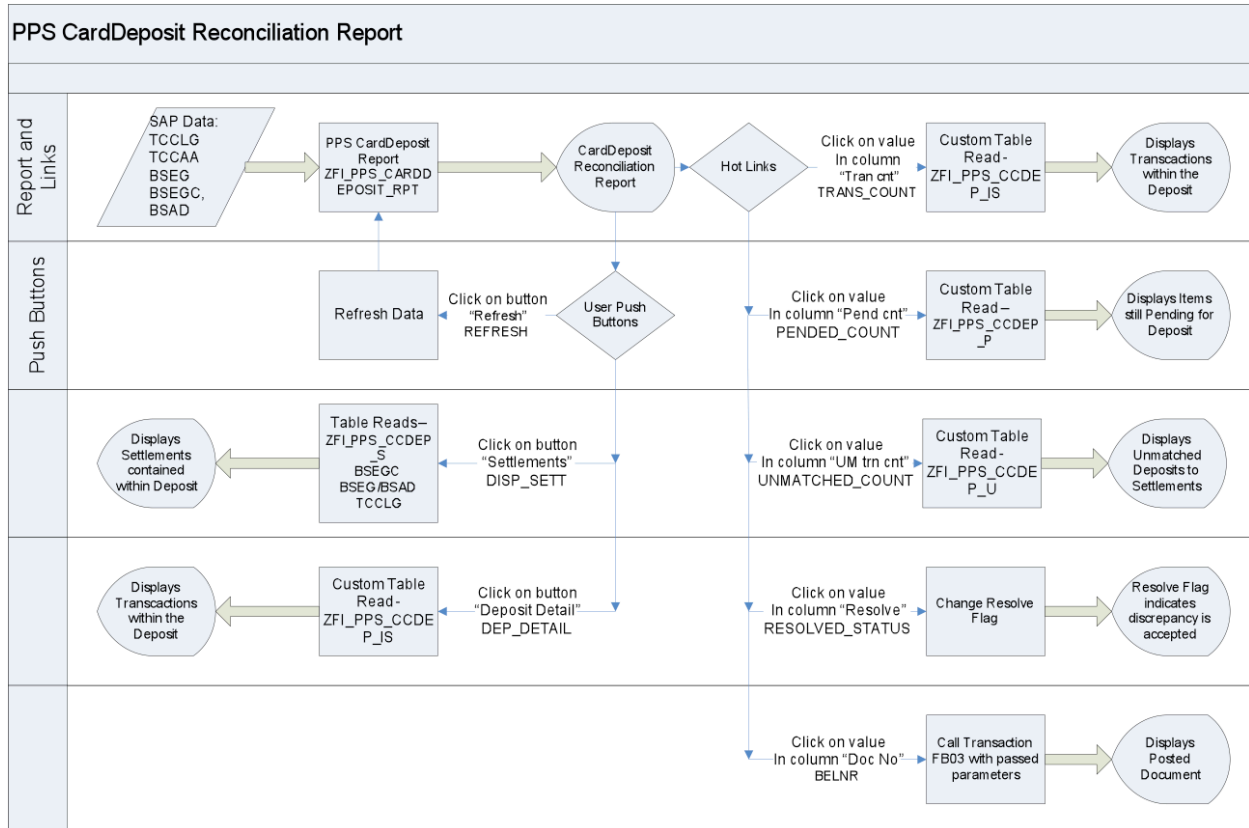 PPS CardDeposit Reconciliation Report
Report and
Links
SAP Data:
TCCLG
TCCAA
BSEG
BSEGC,
BSAD
PPS CardDeposit
Report
ZFI_PPS_CARDD
EPOSIT_RPT
CardDeposit
Reconciliation
Report
Hot Links
Click on value
In column
“Tran cnt”
TRANS_COUNT
Custom Table
Read-
ZFI_PPS_CCDE
P_IS
Displays
Transcactions
within the
Deposit
Push Buttons
Refresh Data
Click on button
“Refresh”
REFRESH
User Push
Buttons
Click on value
In column “Pend cnt”
PENDED_COUNT
Custom Table
Read–
ZFI_PPS_CCDEP
_P
Displays Items
still Pending for
Deposit
Displays
Settlements
contained
within Deposit
Table Reads–
ZFI_PPS_CCDEP
_S
BSEGC
BSEG/BSAD
TCCLG
Click on button
“Settlements”
DISP_SETT
Click on value
In column “UM trn cnt”
UNMATCHED_COUNT
Custom Table
Read-
ZFI_PPS_CCDE
P_U
Displays
Unmatched
Deposits to
Settlements
Displays
Transcactions
within the
Deposit
Custom Table
Read-
ZFI_PPS_CCDE
P_IS
Click on button
“Deposit Detail”
DEP_DETAIL
Click on value
In column “Resolve”
RESOLVED_STATUS
Change Resolve
Flag
Resolve Flag
indicates
discrepancy is
accepted
Click on value
In column “Doc No”
BELNR
Call Transaction
FB03 with passed
parameters
Displays
Posted
Document